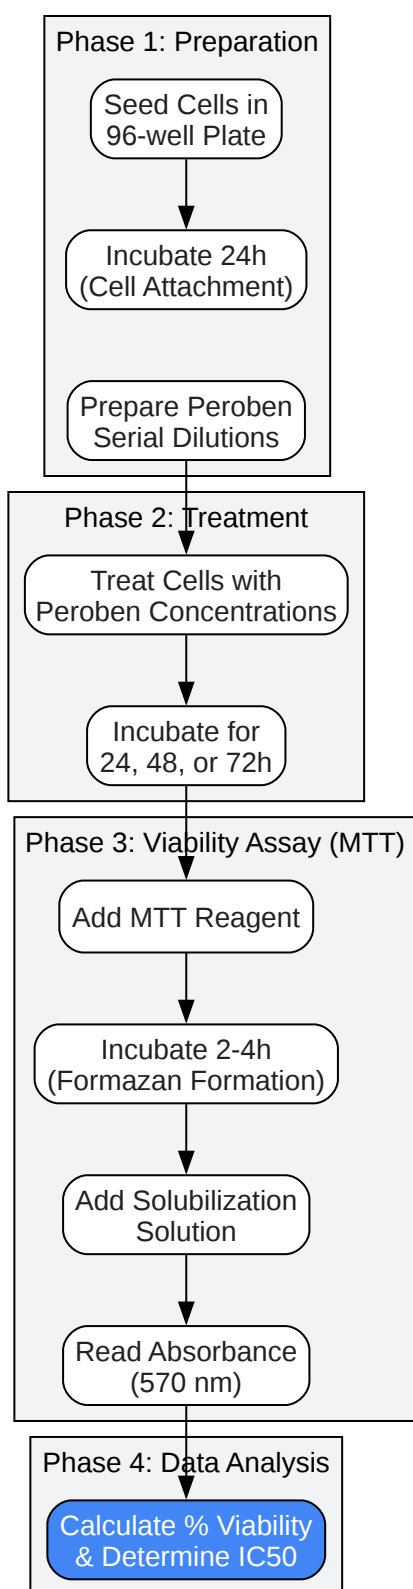 Phase 1: Preparation
Seed Cells in
96-well Plate
Incubate 24h
(Cell Attachment)
Prepare Peroben
Serial Dilutions
Phase 2: Treatment
Treat Cells with
Peroben Concentrations
Incubate for
24, 48, or 72h
Phase 3: Viability Assay (MTT)
Add MTT Reagent
Incubate 2-4h
(Formazan Formation)
Add Solubilization
Solution
Read Absorbance
(570 nm)
Phase 4: Data Analysis
Calculate % Viability
& Determine IC50